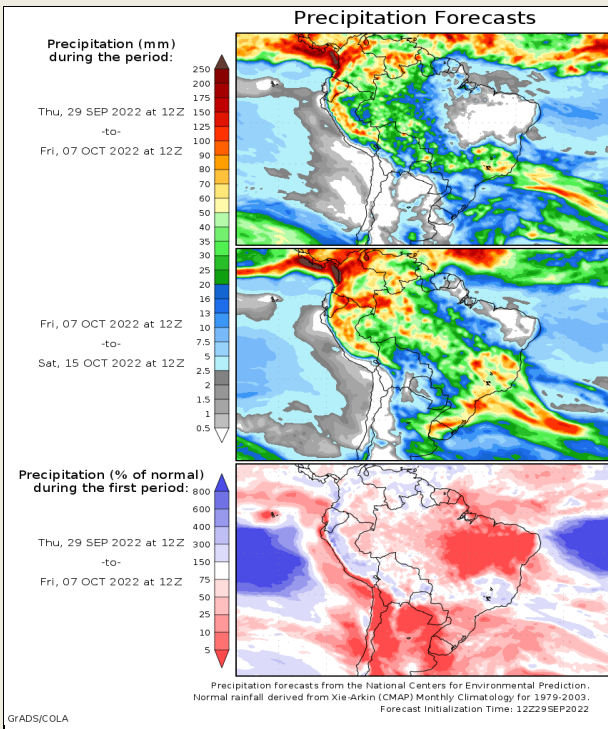 Precipitation Forecasts
Precipitation (mm)
during the period:
Thu, 29 SEP 2022 at 12Z
-to-
Fri, 07 OCT 2022 at 12Z
250
200
175
150
125
100
90
80
70
60
50
40
35
30
25
20
16
13
10
7.5
5
2.5
2
1.5
1
0.5
Fri, 07 OCT 2022 at 12Z
-to-
Sat, 15 OCT 2022 at 12Z
Precipitation (% of normal)
during the first period:
Thu, 29 SEP 2022 at 12Z
-to-
Fri, 07 OCT 2022 at 12Z
800
600
400
300
150
75
50
25
10
5
Precipitation forecasts from the National Centers for Environmental Prediction.
Normal rainfall derived from Xie-Arkin (CMAP) Monthly Climatology for 1979-2003.
Forecast Initialization Time: 12Z29SEP2022
GrADS/COLA